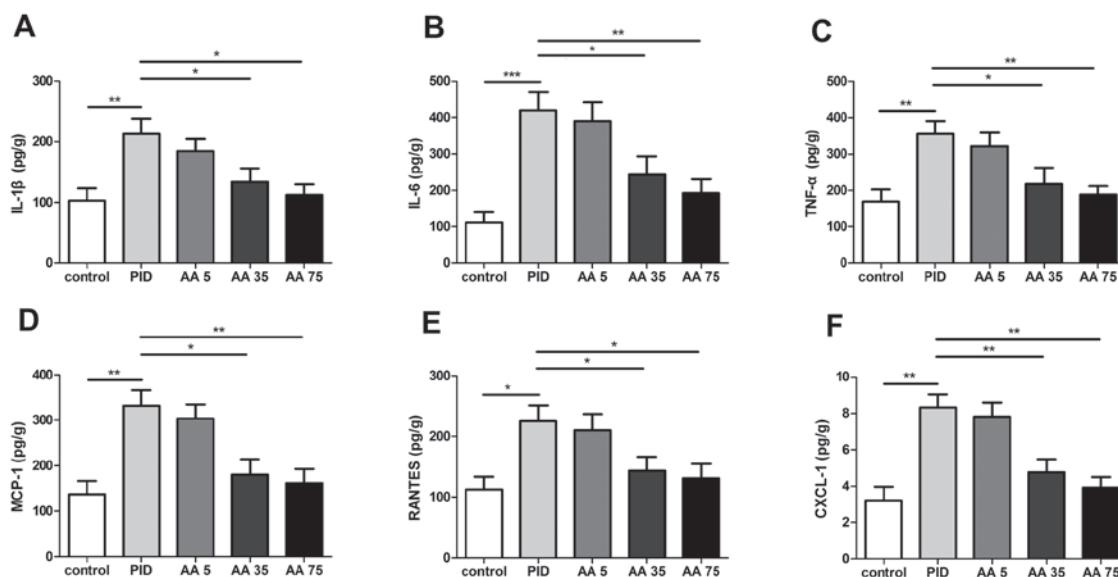 A
*
*
**
300
200
100
0
IL-1β (pg/g)
control PID AA 5 AA 35 AA 75
B
**
*
***
500
400
300
200
100
0
IL-6 (pg/g)
control PID AA 5 AA 35 AA 75
C
**
*
**
500
400
300
200
100
0
TNF-α (pg/g)
control PID AA 5 AA 35 AA 75
D
**
*
**
400
300
200
100
0
MCP-1 (pg/g)
control PID AA 5 AA 35 AA 75
E
*
*
*
300
200
100
0
RANTES (pg/g)
control PID AA 5 AA 35 AA 75
F
**
**
**
10
8
6
4
2
0
CXCL-1 (pg/g)
control PID AA 5 AA 35 AA 75